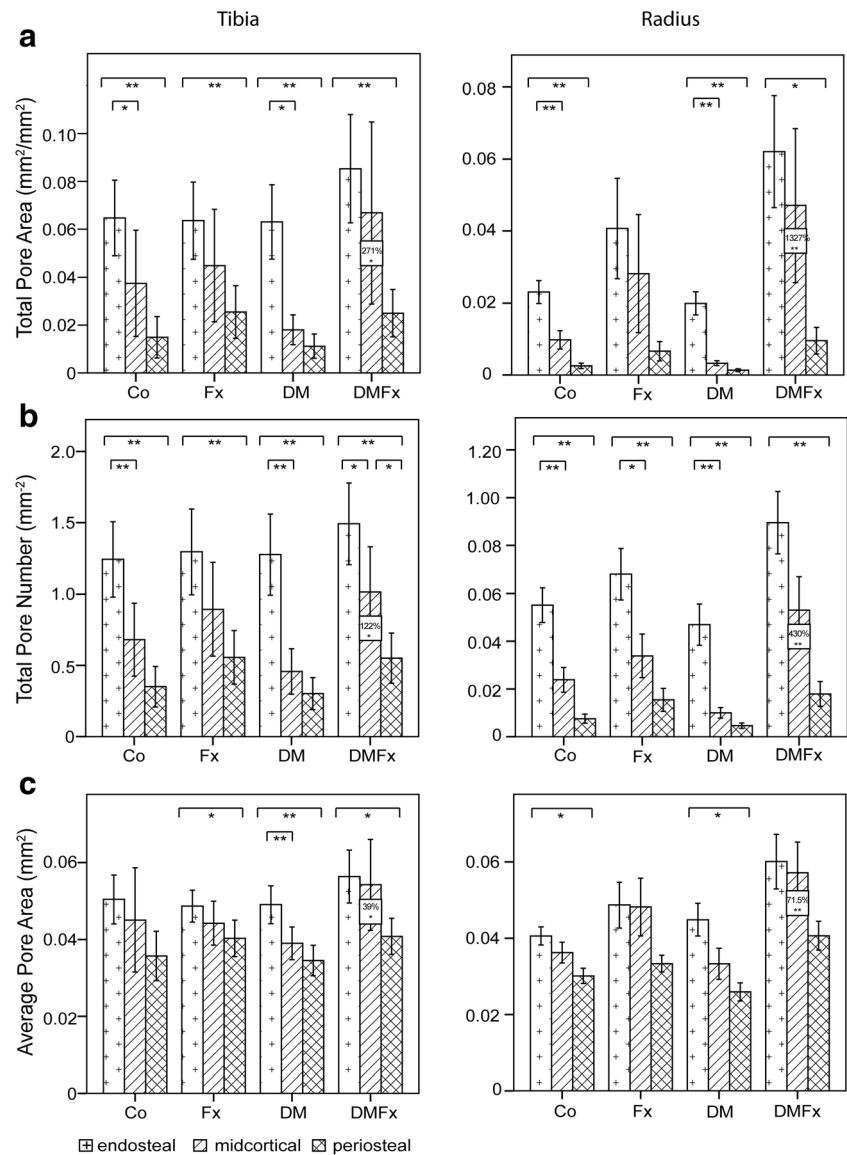 Tibia
Radius
a
Total Pore Area (mm²/mm²)
0.10
0.08
0.06
0.04
0.02
0
** ** ** **
* *
271%
*
Co Fx DM DMFx
0.08
0.06
0.04
0.02
0
** ** *
** **
1327%
**
Co Fx DM DMFx
b
Total Pore Number (mm⁻²)
2.0
1.5
1.0
0.5
0
** ** ** **
** ** * *
122%
*
Co Fx DM DMFx
1.20
1.00
0.08
0.06
0.04
0.02
0
** ** ** **
** * **
430%
**
Co Fx DM DMFx
c
Average Pore Area (mm²)
0.06
0.04
0.02
0
* ** *
**
39%
*
Co Fx DM DMFx
0.06
0.04
0.02
0
* *
71.5%
**
Co Fx DM DMFx
endosteal midcortical periosteal